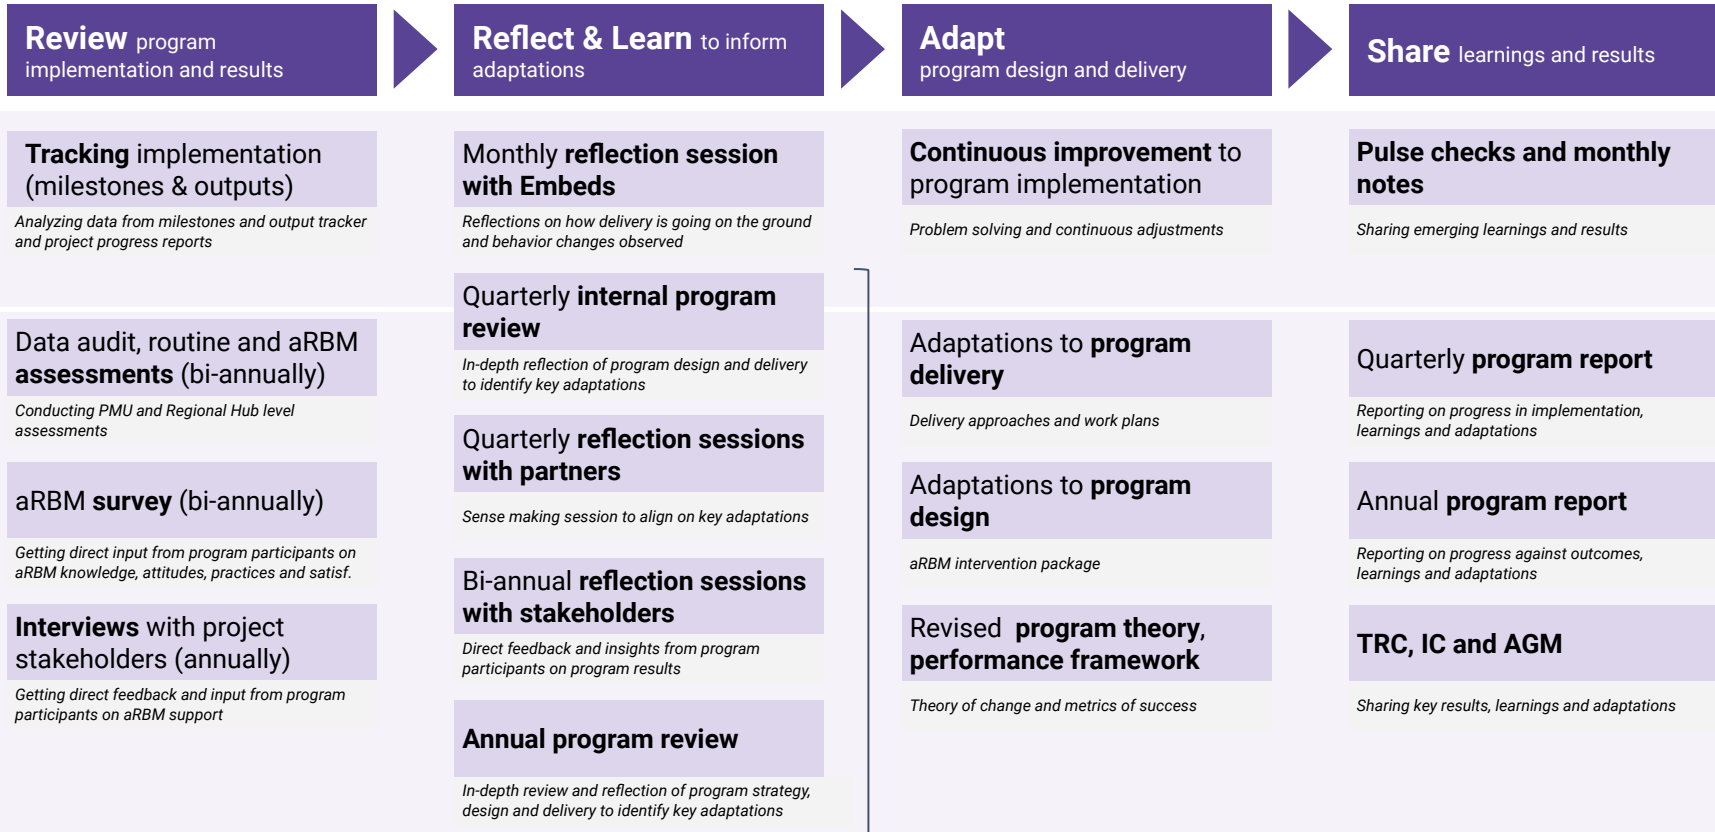 Review program
implementation and results
Reflect & Learn to inform
adaptations
Adapt
program design and delivery
Share learnings and results
Tracking implementation
(milestones & outputs)
Analyzing data from milestones and output tracker
and project progress reports
Data audit, routine and aRBM
assessments (bi-annually)
Conducting PMU and Regional Hub level
assessments
aRBM survey (bi-annually)
Getting direct input from program participants on
aRBM knowledge, attitudes, practices and satisf.
Interviews with project
stakeholders (annually)
Getting direct feedback and input from program
participants on aRBM support
Monthly reflection session
with Embeds
Reflections on how delivery is going on the ground
and behavior changes observed
Quarterly internal program
review
In-depth reflection of program design and delivery
to identify key adaptations
Quarterly reflection sessions
with partners
Sense making session to align on key adaptations
Bi-annual reflection sessions
with stakeholders
Direct feedback and insights from program
participants on program results
Annual program review
In-depth review and reflection of program strategy,
design and delivery to identify key adaptations
Continuous improvement to
program implementation
Problem solving and continuous adjustments
Adaptations to program
delivery
Delivery approaches and work plans
Adaptations to program
design
aRBM intervention package
Revised program theory,
performance framework
Theory of change and metrics of success
Pulse checks and monthly
notes
Sharing emerging learnings and results
Quarterly program report
Reporting on progress in implementation,
learnings and adaptations
Annual program report
Reporting on progress against outcomes,
learnings and adaptations
TRC, IC and AGM
Sharing key results, learnings and adaptations